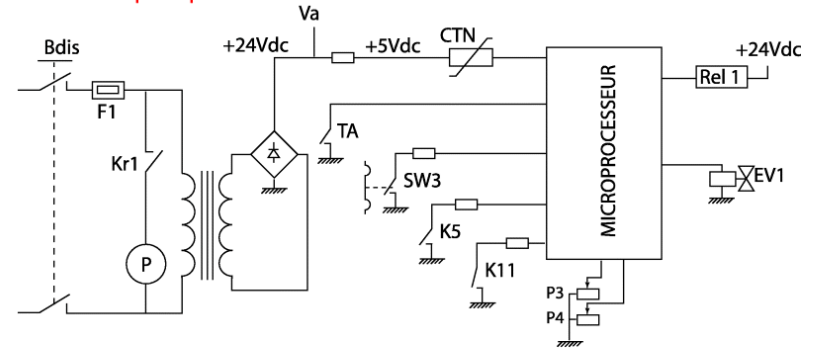 Va
Bdis
+24Vdc
+5Vdc
CTN
+24Vdc
F1
Rel 1
Kr1
TA
SW3
EV1
K5
P
K11
MICROPROCESSEUR
P3
P4